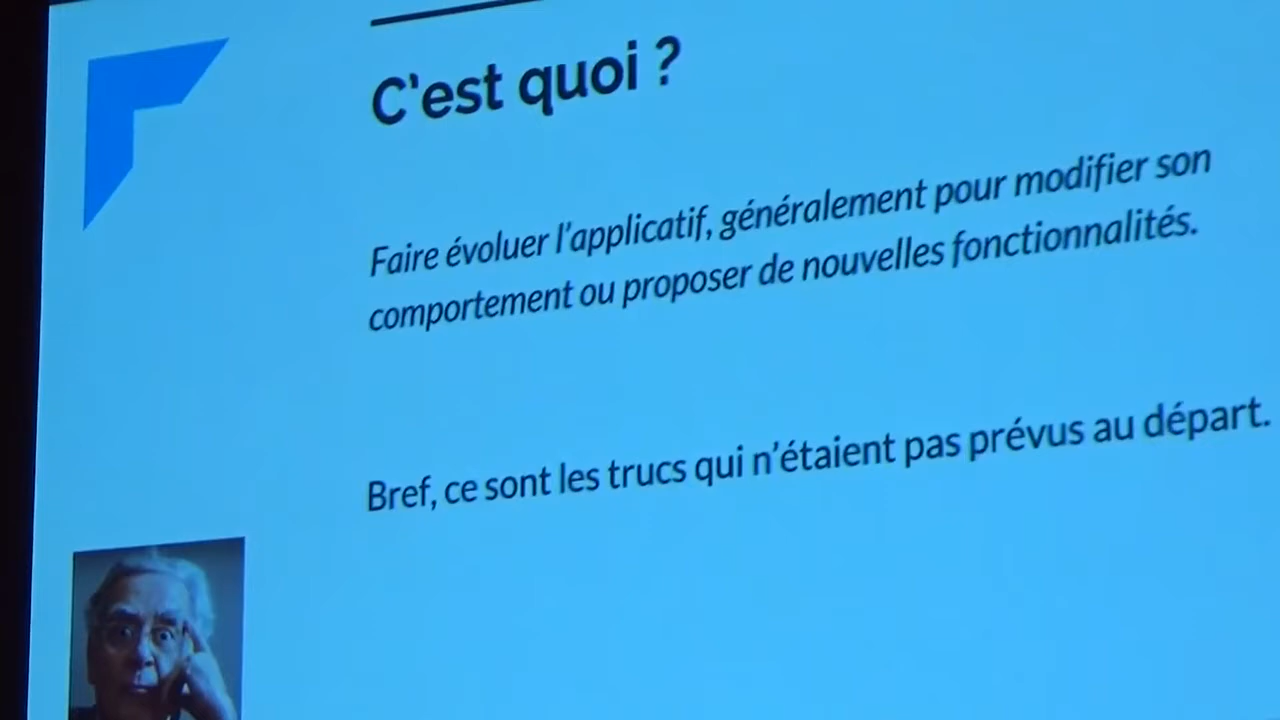 C'est quoi ?
Faire évoluer l'applicatif, généralement pour modifier son
comportement ou proposer de nouvelles fonctionnalités.
Bref, ce sont les trucs qui n'étaient pas prévus au départ.